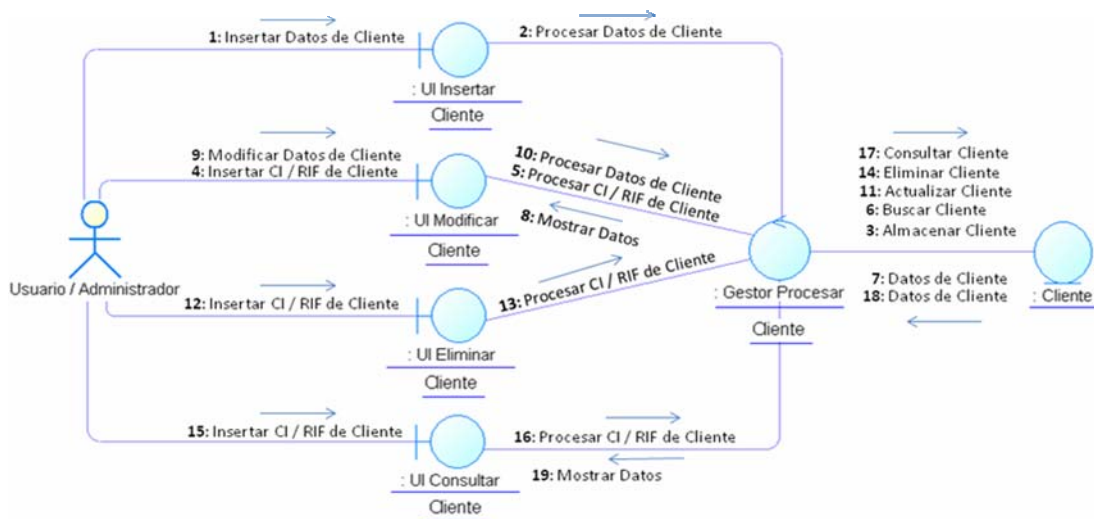 1: Insertar Datos de Cliente
2: Procesar Datos de Cliente
: UI Insertar
Cliente
9: Modificar Datos de Cliente
4: Insertar CI / RIF de Cliente
10: Procesar Datos de Cliente
5: Procesar CI / RIF de Cliente
8: Mostrar Datos
: UI Modificar
Cliente
17: Consultar Cliente
14: Eliminar Cliente
11: Actualizar Cliente
6: Buscar Cliente
3: Almacenar Cliente
7: Datos de Cliente
18: Datos de Cliente
: Cliente
: Gestor Procesar
Cliente
Usuario / Administrador
12: Insertar CI / RIF de Cliente
13: Procesar CI / RIF de Cliente
: UI Eliminar
Cliente
15: Insertar CI / RIF de Cliente
16: Procesar CI / RIF de Cliente
19: Mostrar Datos
: UI Consultar
Cliente